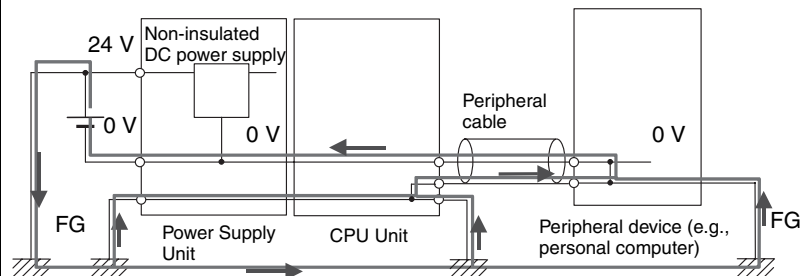 24 V
Non-insulated
DC power supply
0 V
0 V
Peripheral
cable
0 V
FG
Power Supply
Unit
CPU Unit
Peripheral device (e.g.,
personal computer)
FG